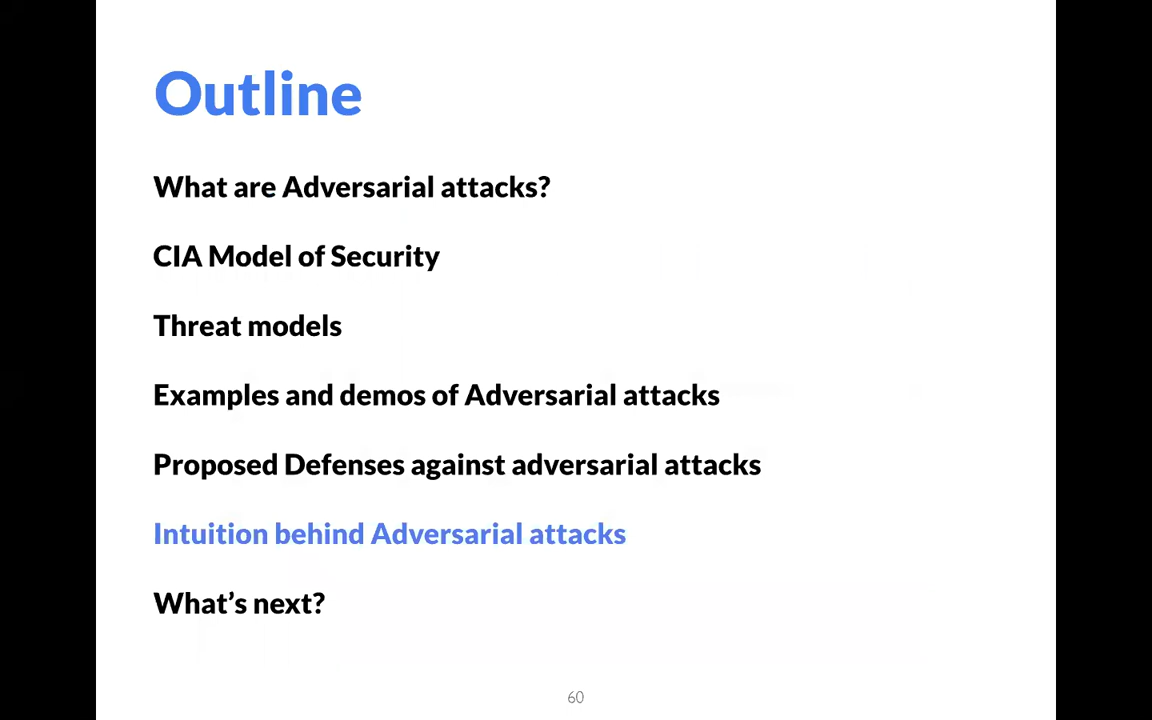 Outline
What are Adversarial attacks?
CIA Model of Security
Threat models
Examples and demos of Adversarial attacks
Proposed Defenses against adversarial attacks
Intuition behind Adversarial attacks
What’s next?
60